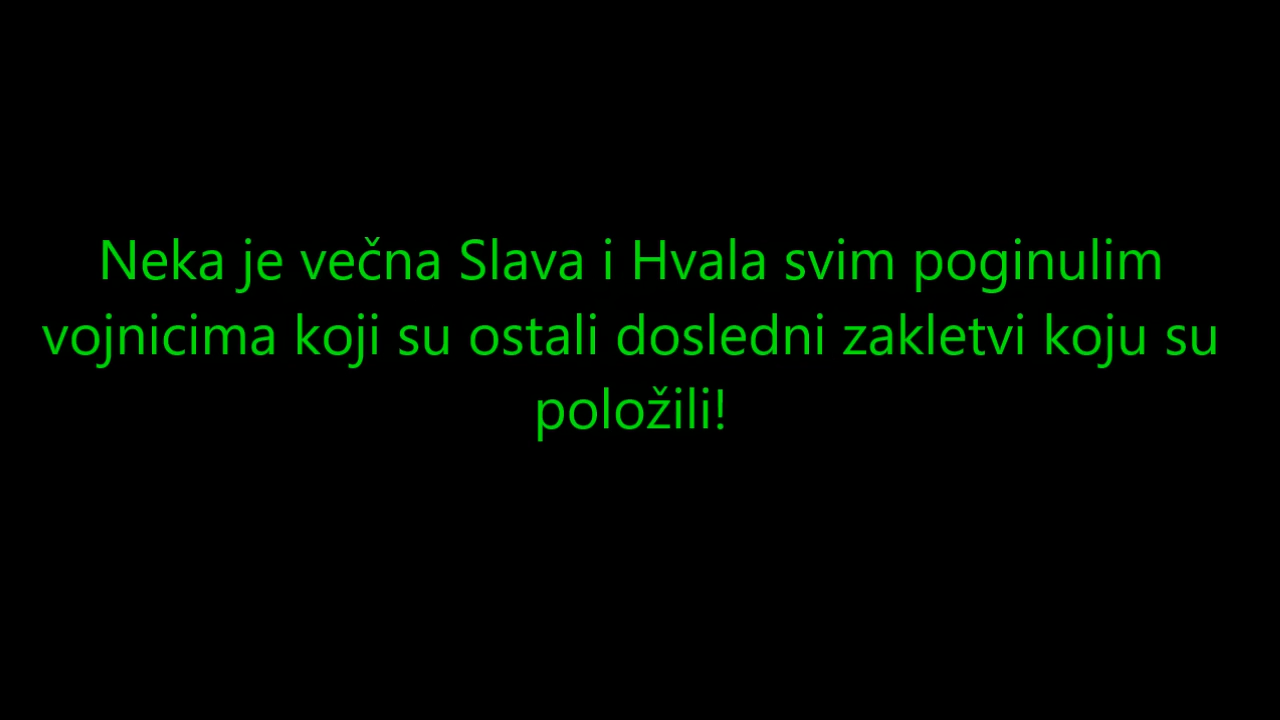 Neka je večna Slava i Hvala svim poginulim
vojnicima koji su ostali dosledni zakletvi koju su
položili!